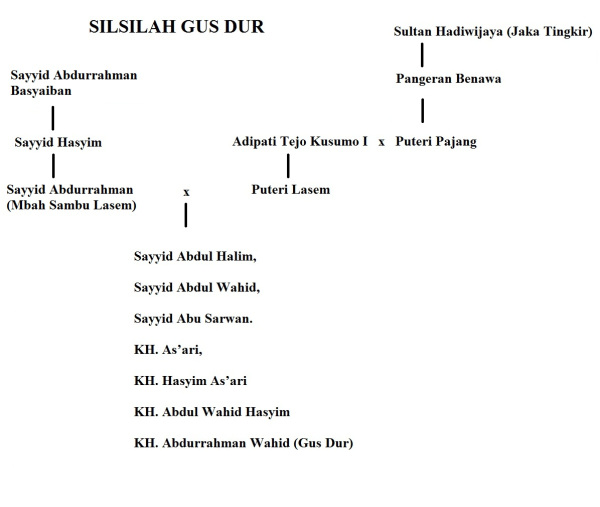 SILSILAH GUS DUR
Sultan Hadiwijaya (Jaka Tingkir)
Sayyid Abdurrahman
Basyaiban
Pangeran Benawa
Sayyid Hasyim
Adipati Tejo Kusumo I x Puteri Pajang
Sayyid Abdurrahman
(Mbah Sambu Lasem)
x
Puteri Lasem
Sayyid Abdul Halim,
Sayyid Abdul Wahid,
Sayyid Abu Sarwan.
KH. As’ari,
KH. Hasyim As’ari
KH. Abdul Wahid Hasyim
KH. Abdurrahman Wahid (Gus Dur)